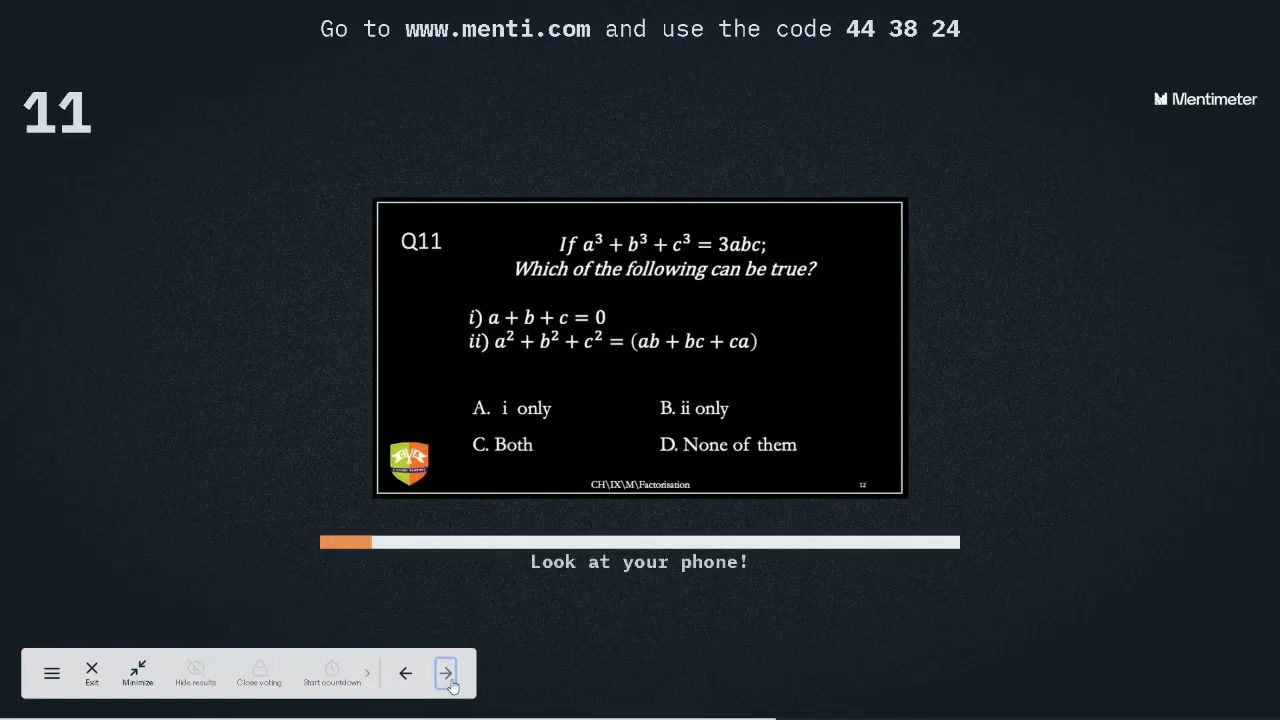 Go to www.menti.com and use the code 44 38 24
11
Mentimeter
Q11
If a³ + b³ + c³ = 3abc;
Which of the following can be true?
i) a + b + c = 0
ii) a² + b² + c² = (ab + bc + ca)
A. i only
B. ii only
C. Both
D. None of them
CH\IX\M\Factorisation
12
Look at your phone!
Exit
Minimize
Hide results
Close voting
Start countdown